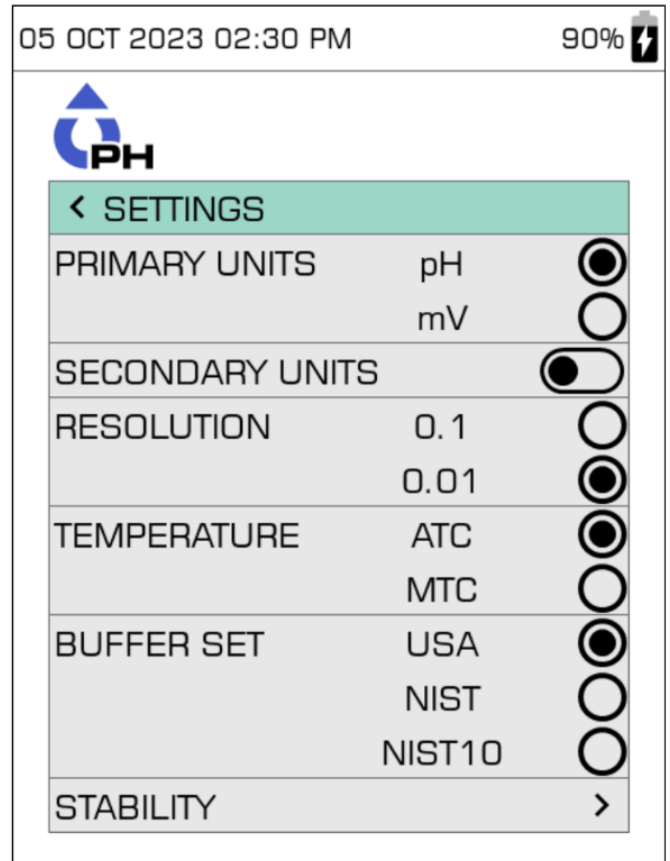 05 OCT 2023 02:30 PM 90%
PH
< SETTINGS
PRIMARY UNITS pH
mV
SECONDARY UNITS
RESOLUTION 0.1
0.01
TEMPERATURE ATC
MTC
BUFFER SET USA
NIST
NIST10
STABILITY >